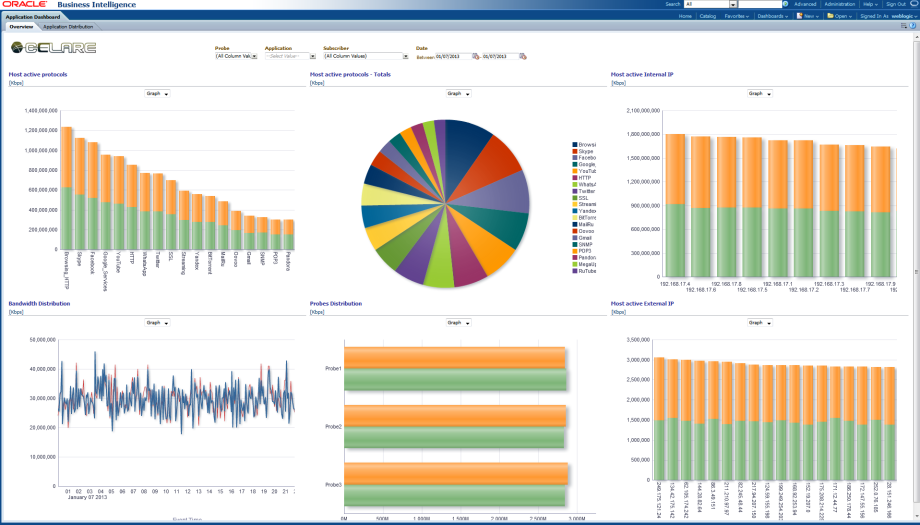 ORACLE Business Intelligence
Search All Advanced Administration Help Sign Out
Application Dashboard
Home Catalog Favorites Dashboards New Open Signed In As weblogic
Overview Application Distribution
CELARE
Probe Application Subscriber Date
(All Column Val (All Column Values) Between 01/07/2013 - 01/07/2013
Most active protocols
[Kbps]
Graph
1,400,000,000
1,200,000,000
1,000,000,000
800,000,000
600,000,000
400,000,000
200,000,000
0
Browsing_HTTP
Skype
Facebook
Google_Services
YouTube
HTTP
WhatsApp
Twitter
SSL
Streaming
Yandex
BitTorrent
MailRu
Oovoo
Gmail
SNMP
POP3
Pandora
Most active protocols - Totals
[Kbps]
Graph
Browsi
Skype
Facebo
Google_
YouTut
HTTP
WhatsA
Twitter
SSL
Streami
Yandex
BitTorre
MailRu
Oovoo
Gmail
SNMP
POP3
Pandon
MegaU
RuTube
Most active Internal IP
[Kbps]
Graph
2,100,000,000
1,800,000,000
1,500,000,000
1,200,000,000
900,000,000
600,000,000
300,000,000
0
192.168.17.4 192.168.17.8 192.168.17.1 192.168.17.3 192.168.17.9
192.168.17.6 192.168.17.5 192.168.17.2 192.168.17.7 192
Bandwidth Distribution
[Kbps]
Graph
50,000,000
40,000,000
30,000,000
20,000,000
10,000,000
0
01 02 03 04 05 06 07 08 09 10 11 12 13 14 15 16 17 18 19 20 21
January 07 2013
Probes Distribution
[Kbps]
Graph
Probe1
Probe2
Probe3
0M 500M 1,000M 1,500M 2,000M 2,500M 3,000M
Most active External IP
[Kbps]
Graph
3,500,000
3,000,000
2,500,000
2,000,000
1,500,000
1,000,000
500,000
0